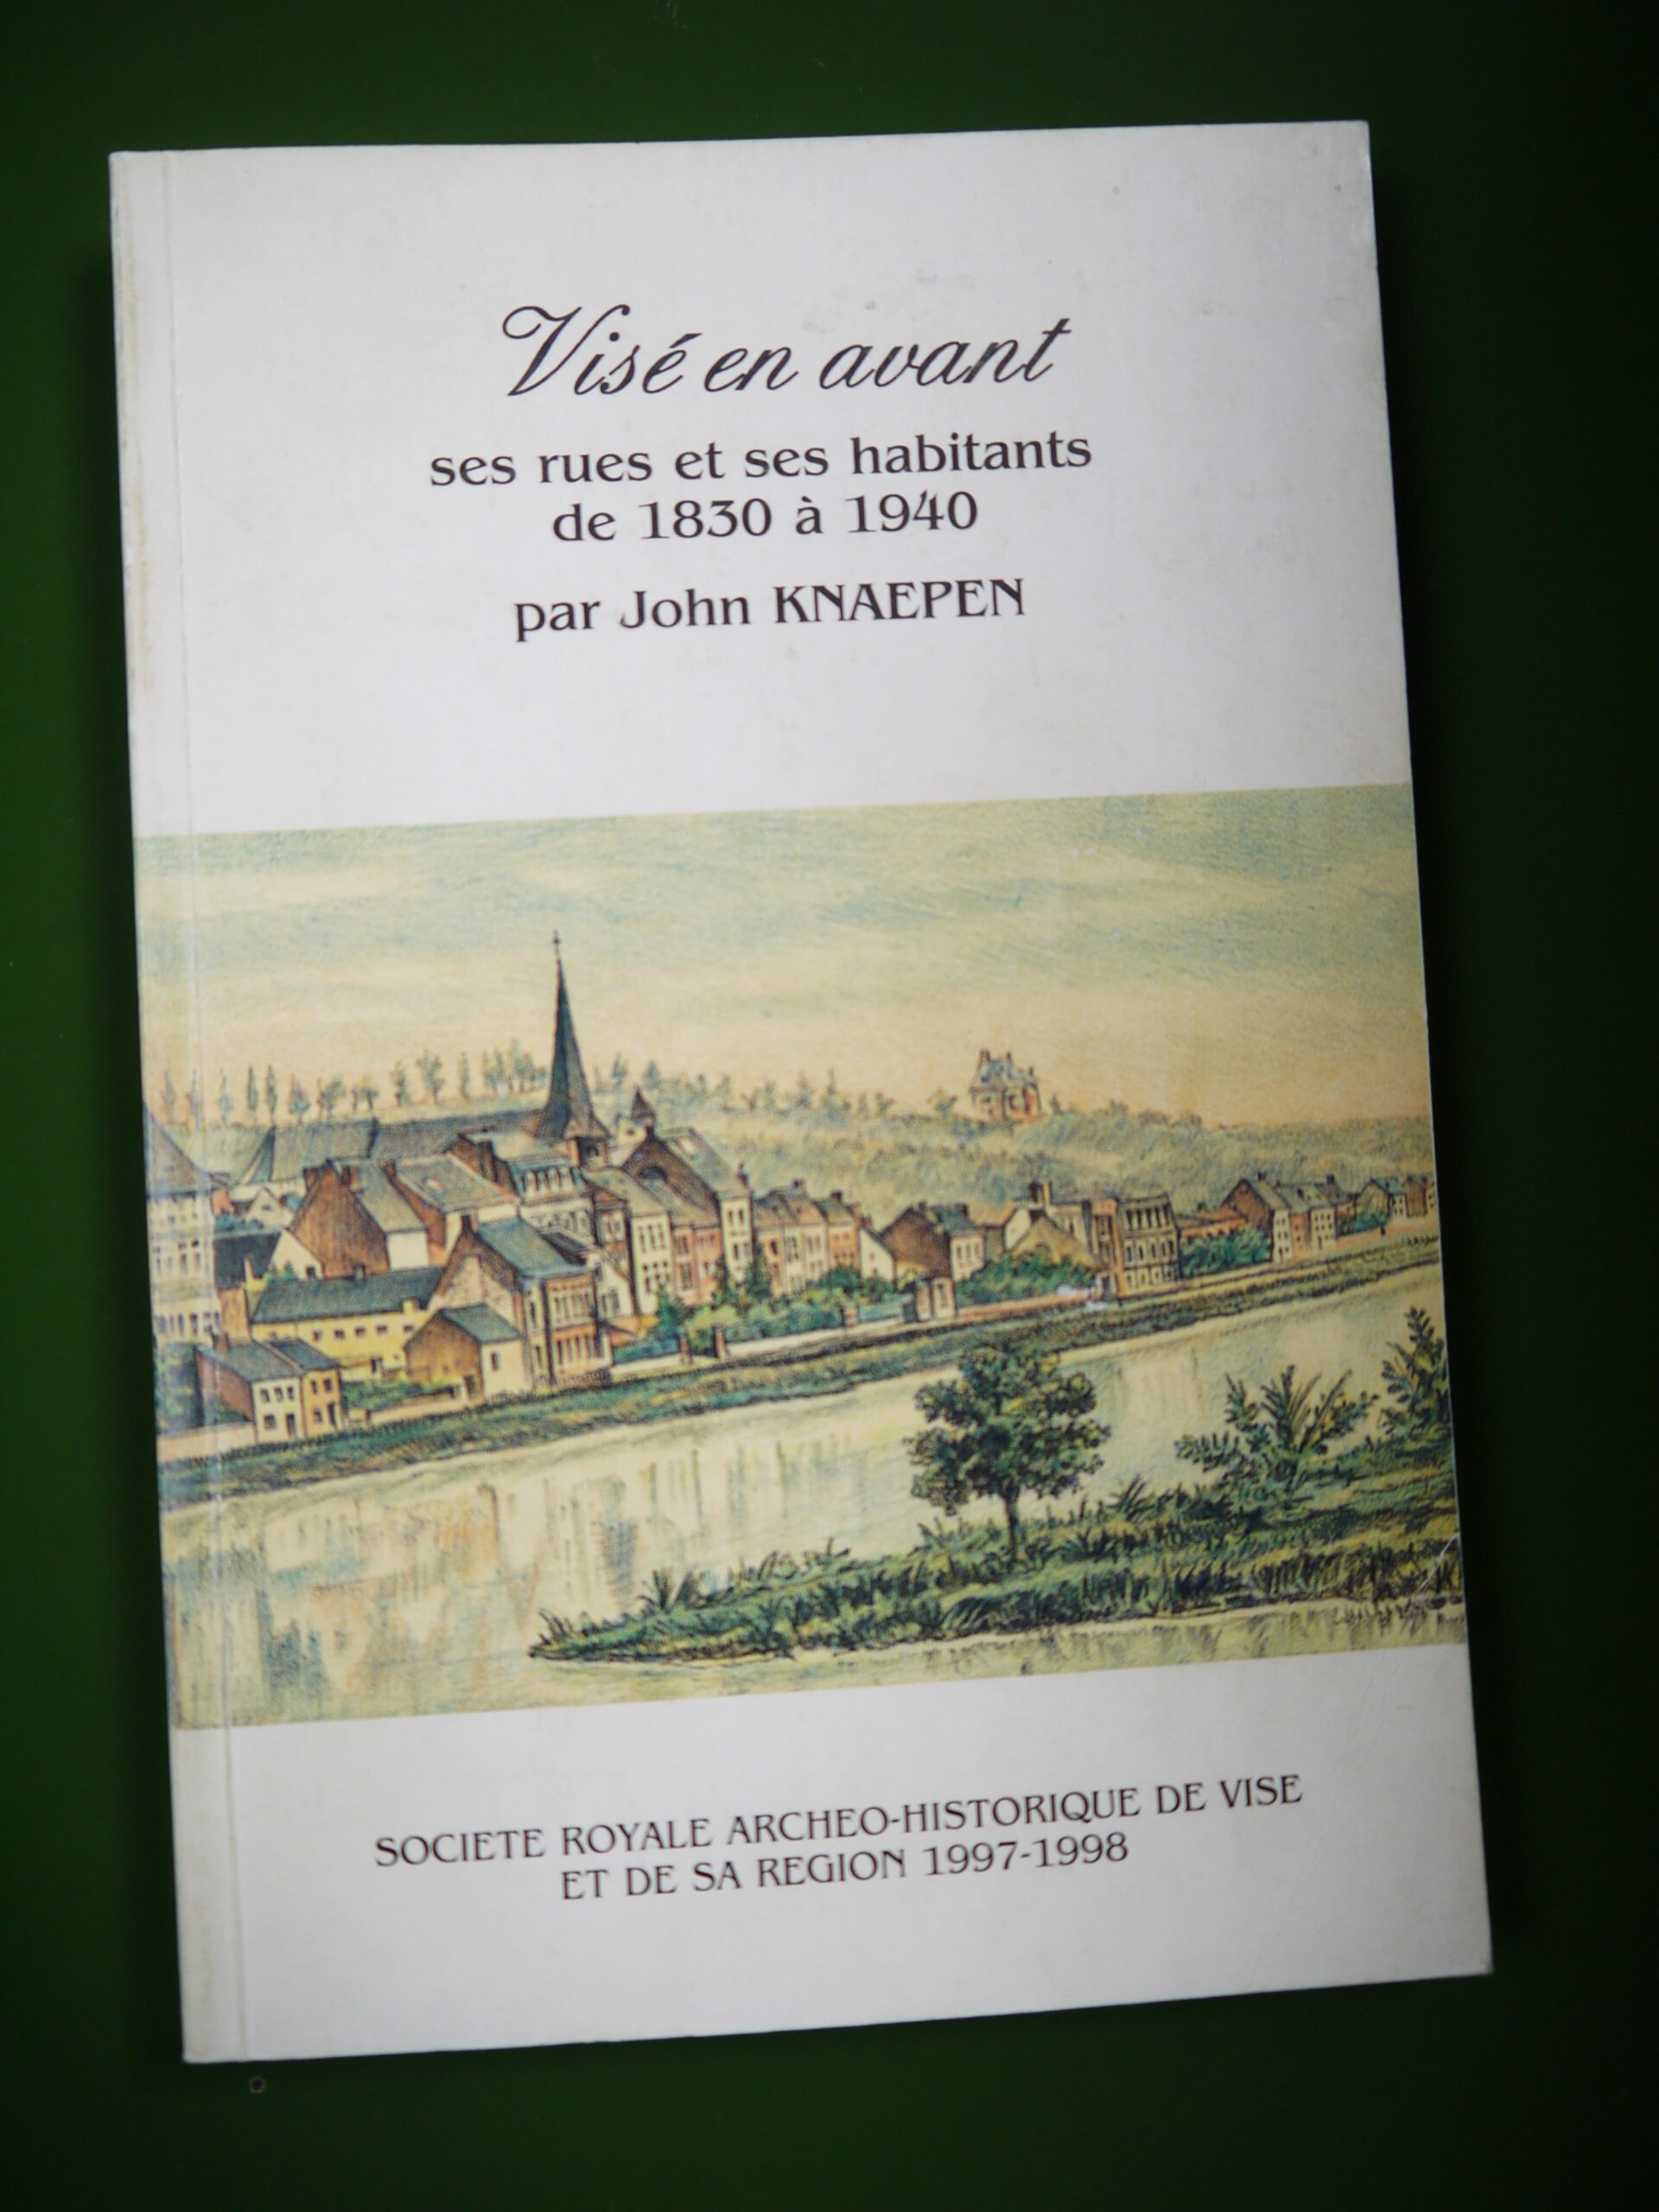 Visé en avant
ses rues et ses habitants
de 1830 à 1940
par John KNAEPEN
SOCIETE ROYALE ARCHEO-HISTORIQUE DE VISE
ET DE SA REGION 1997-1998